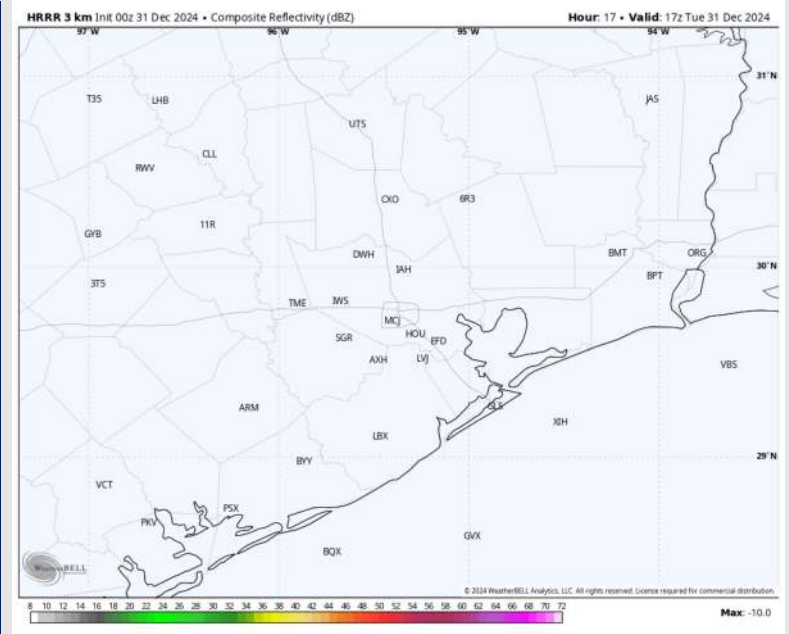 HRRR 3 km Init 00z 31 Dec 2024 • Composite Reflectivity (dBZ) Hour: 17 • Valid: 17z Tue 31 Dec 2024
97°W 96°W 95°W 94°W
31°N
T35 LHB JAS
UTS
CLL
RWV
CXO 6R3
11R
GYB
DWH BMT ORG
30°N
IAH BPT
3T5
TME IWS
MCJ
SGR HOU EFD
AXH LVJ VBS
ARM GLS
XIH
LBX
29°N
BYY
VCT
PSX
PKV
GVX
BQX
WeatherBELL
© 2024 WeatherBELL Analytics, LLC. All rights reserved. License required for commercial distribution.
8 10 12 14 16 18 20 22 24 26 28 30 32 34 36 38 40 42 44 46 48 50 52 54 56 58 60 62 64 66 68 70 72 Max: -10.0